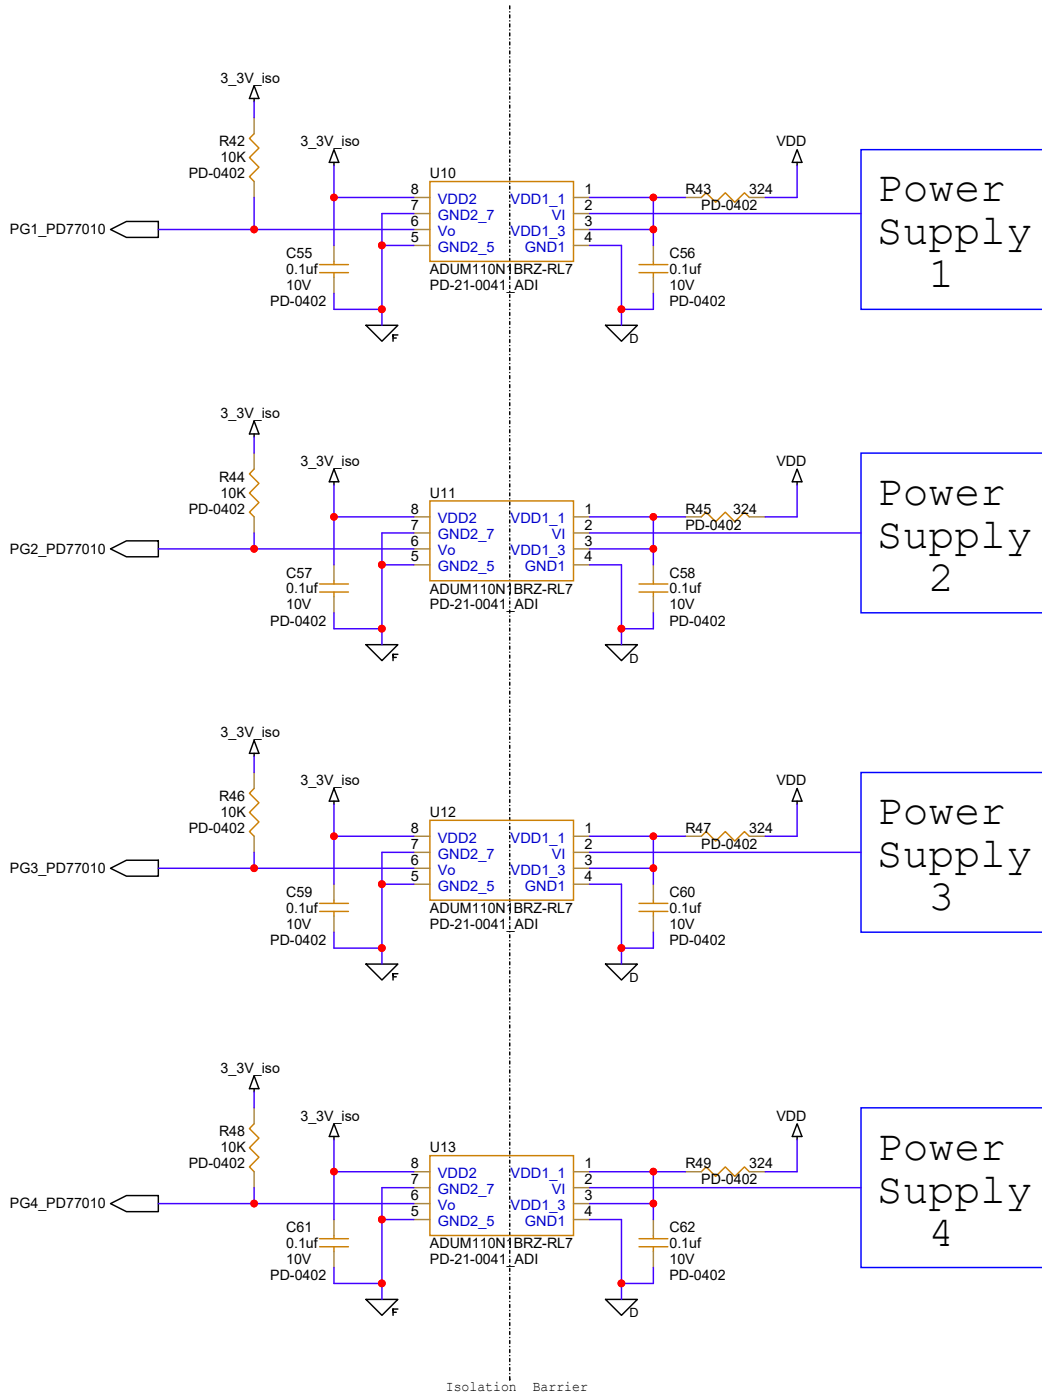 3_3V_iso
R42
10K
PD-0402
3_3V_iso
VDD
U10
R43 324
PD-0402
8 VDD2 VDD1_1 1
7 GND2_7 VI 2
6 Vo VDD1_3 3
5 GND2_5 GND1 4
PG1_PD77010
ADUM110N1BRZ-RL7
PD-21-0041_ADI
C55
0.1uf
10V
PD-0402
C56
0.1uf
10V
PD-0402
F
D
Power
Supply
1
3_3V_iso
R44
10K
PD-0402
3_3V_iso
VDD
U11
R45 324
PD-0402
8 VDD2 VDD1_1 1
7 GND2_7 VI 2
6 Vo VDD1_3 3
5 GND2_5 GND1 4
PG2_PD77010
ADUM110N1BRZ-RL7
PD-21-0041_ADI
C57
0.1uf
10V
PD-0402
C58
0.1uf
10V
PD-0402
F
D
Power
Supply
2
3_3V_iso
R46
10K
PD-0402
3_3V_iso
VDD
U12
R47 324
PD-0402
8 VDD2 VDD1_1 1
7 GND2_7 VI 2
6 Vo VDD1_3 3
5 GND2_5 GND1 4
PG3_PD77010
ADUM110N1BRZ-RL7
PD-21-0041_ADI
C59
0.1uf
10V
PD-0402
C60
0.1uf
10V
PD-0402
F
D
Power
Supply
3
3_3V_iso
R48
10K
PD-0402
3_3V_iso
VDD
U13
R49 324
PD-0402
8 VDD2 VDD1_1 1
7 GND2_7 VI 2
6 Vo VDD1_3 3
5 GND2_5 GND1 4
PG4_PD77010
ADUM110N1BRZ-RL7
PD-21-0041_ADI
C61
0.1uf
10V
PD-0402
C62
0.1uf
10V
PD-0402
F
D
Power
Supply
4
Isolation Barrier